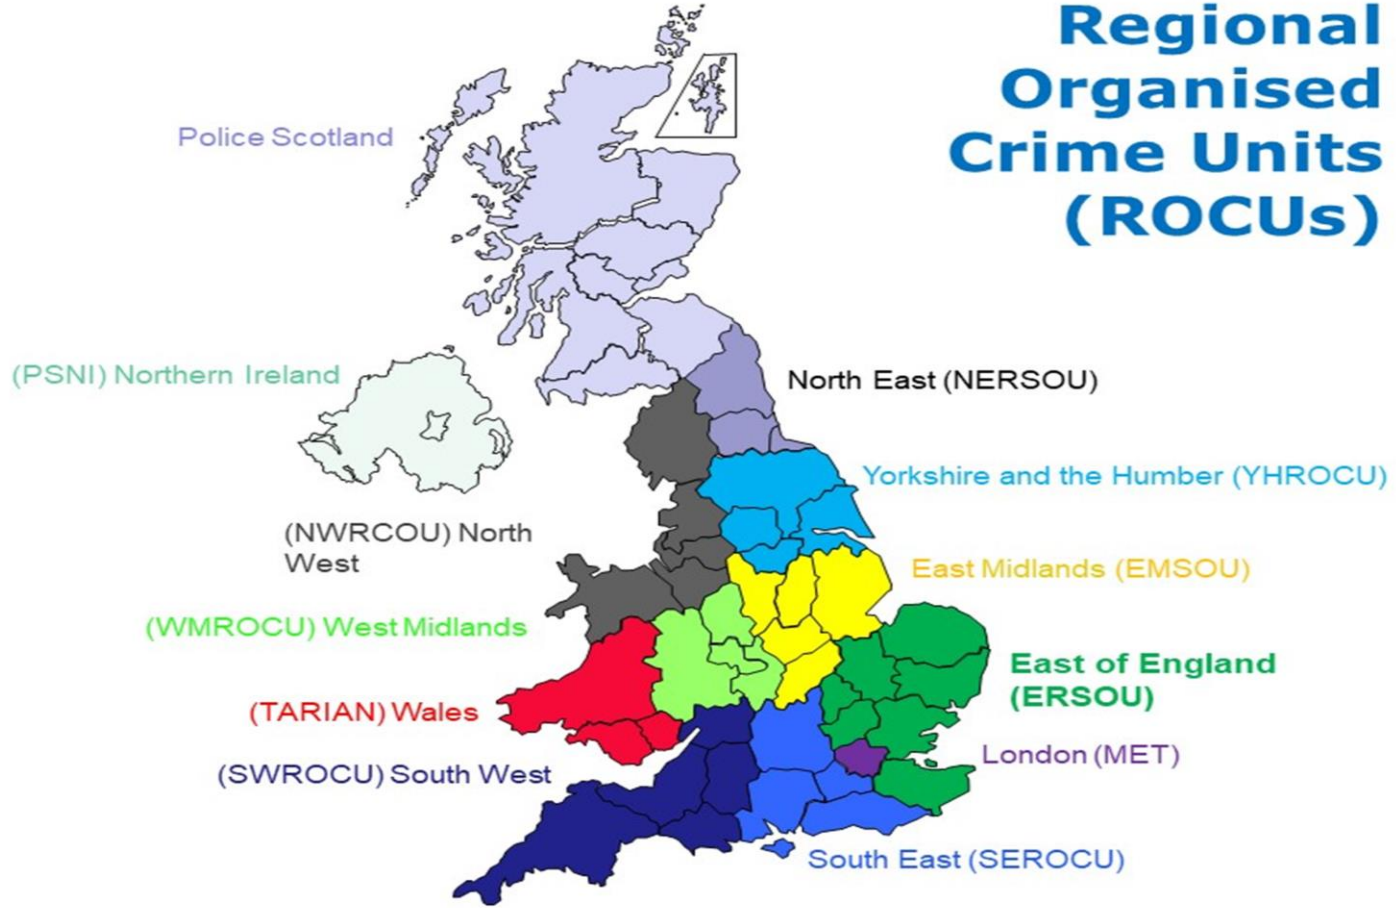 Regional
Organised
Crime Units
(ROCUs)
Police Scotland
(PSNI) Northern Ireland
North East (NERSOU)
Yorkshire and the Humber (YHROCU)
(NWRCOU) North
West
East Midlands (EMSOU)
(WMROCU) West Midlands
East of England
(ERSOU)
(TARIAN) Wales
London (MET)
(SWROCU) South West
South East (SEROCU)